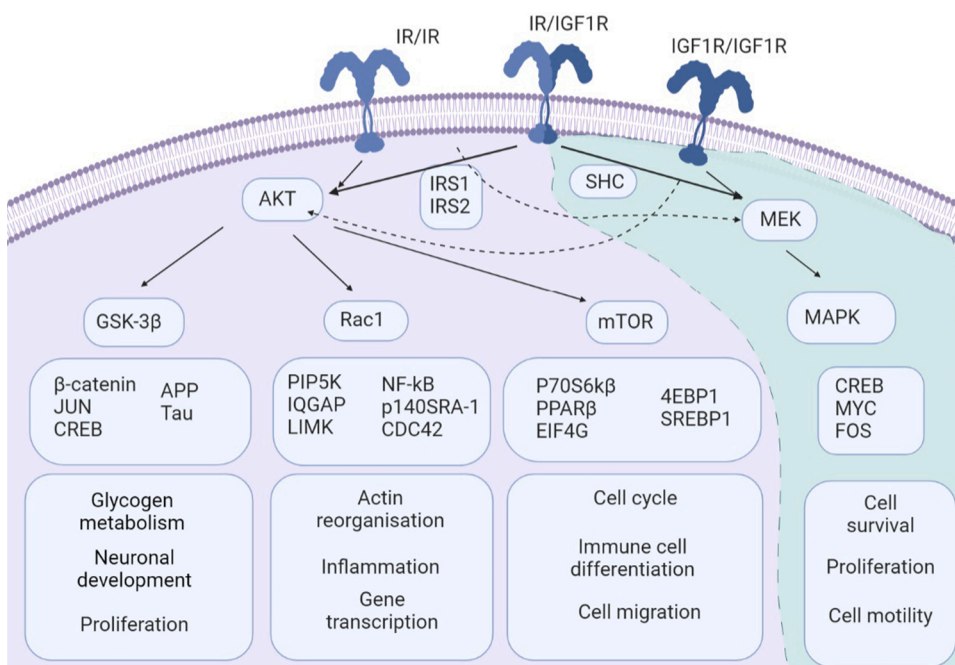 IR/IR
IR/IGF1R
IGF1R/IGF1R
AKT
IRS1
IRS2
SHC
MEK
GSK-3β
Rac1
mTOR
MAPK
β-catenin
JUN
CREB
APP
Tau
PIP5K
IQGAP
LIMK
NF-kB
p140SRA-1
CDC42
P70S6kβ
PPARβ
EIF4G
4EBP1
SREBP1
CREB
MYC
FOS
Glycogen
metabolism
Neuronal
development
Proliferation
Actin
reorganisation
Inflammation
Gene
transcription
Cell cycle
Immune cell
differentiation
Cell migration
Cell
survival
Proliferation
Cell motility